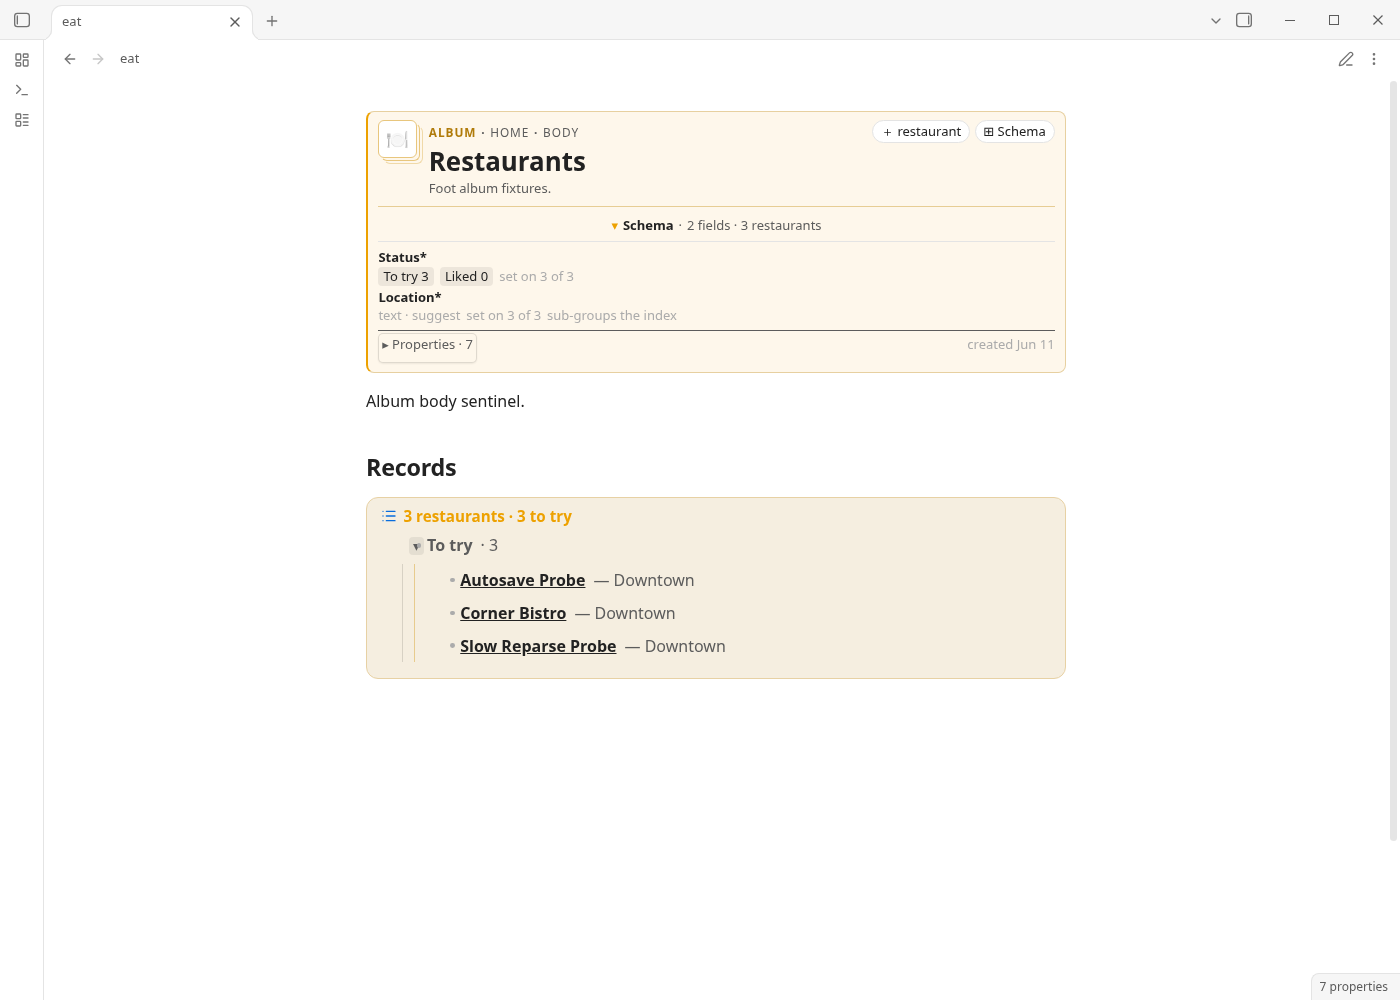 eat
eat
ALBUM · HOME · BODY
+ restaurant
⊞ Schema
Restaurants
Foot album fixtures.
▾ Schema · 2 fields · 3 restaurants
Status*
To try 3 Liked 0 set on 3 of 3
Location*
text · suggest set on 3 of 3 sub-groups the index
▸ Properties · 7
created Jun 11
Album body sentinel.
Records
3 restaurants · 3 to try
To try · 3
Autosave Probe — Downtown
Corner Bistro — Downtown
Slow Reparse Probe — Downtown
7 properties